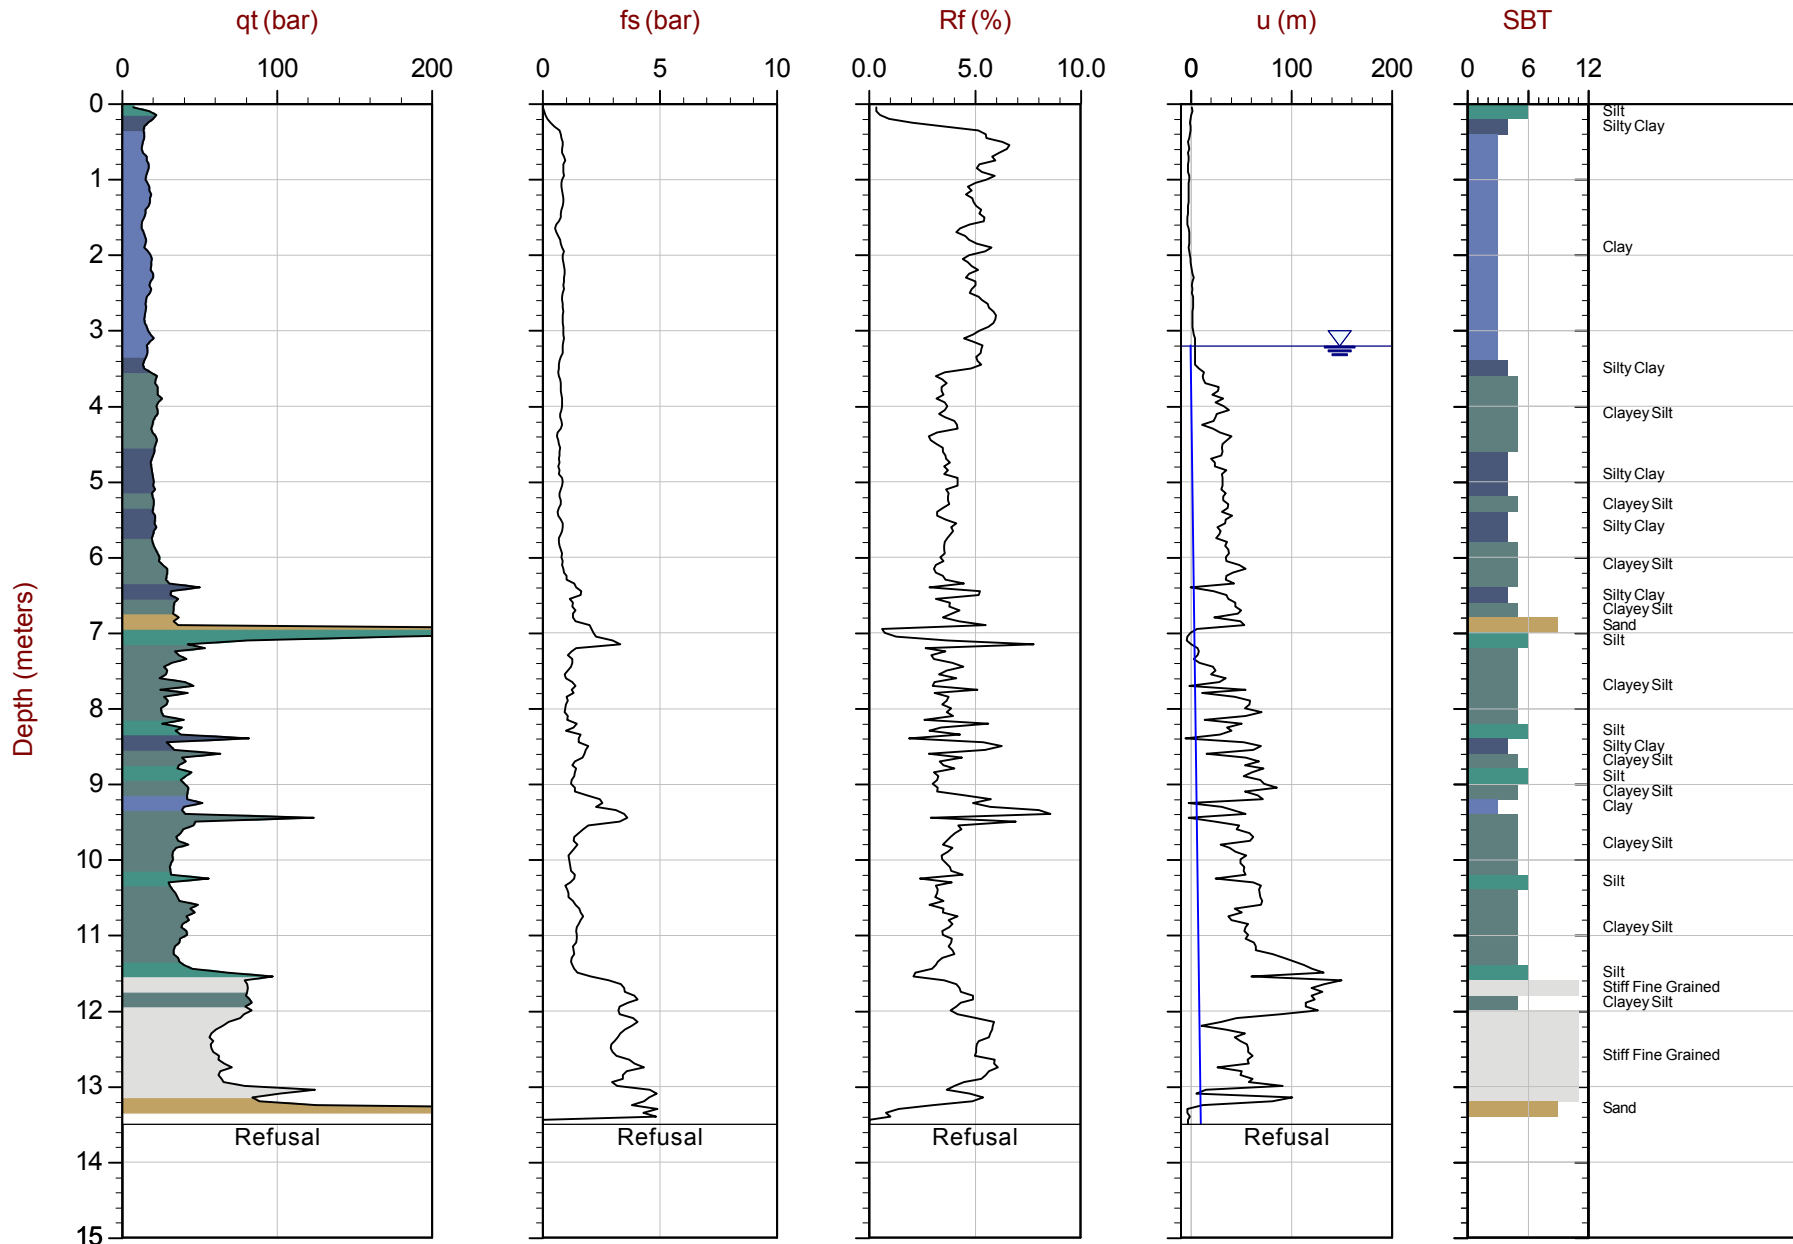 qt (bar) fs (bar) Rf (%) u (m) SBT
0 100 200 0 5 10 0.0 5.0 10.0 0 100 200 0 6 12
0
Silt
Silty Clay
1
Clay
2
3
Silty Clay
4
Clayey Silt
Silty Clay
5
Clayey Silt
Silty Clay
6
Clayey Silt
Silty Clay
Clayey Silt
Sand
7
Silt
Clayey Silt
8
Silt
Silty Clay
Clayey Silt
Silt
9
Clayey Silt
Clay
Clayey Silt
10
Silt
Clayey Silt
11
Silt
Stiff Fine Grained
Clayey Silt
12
Stiff Fine Grained
13
Sand
Refusal Refusal Refusal Refusal
14
15
Depth (meters)